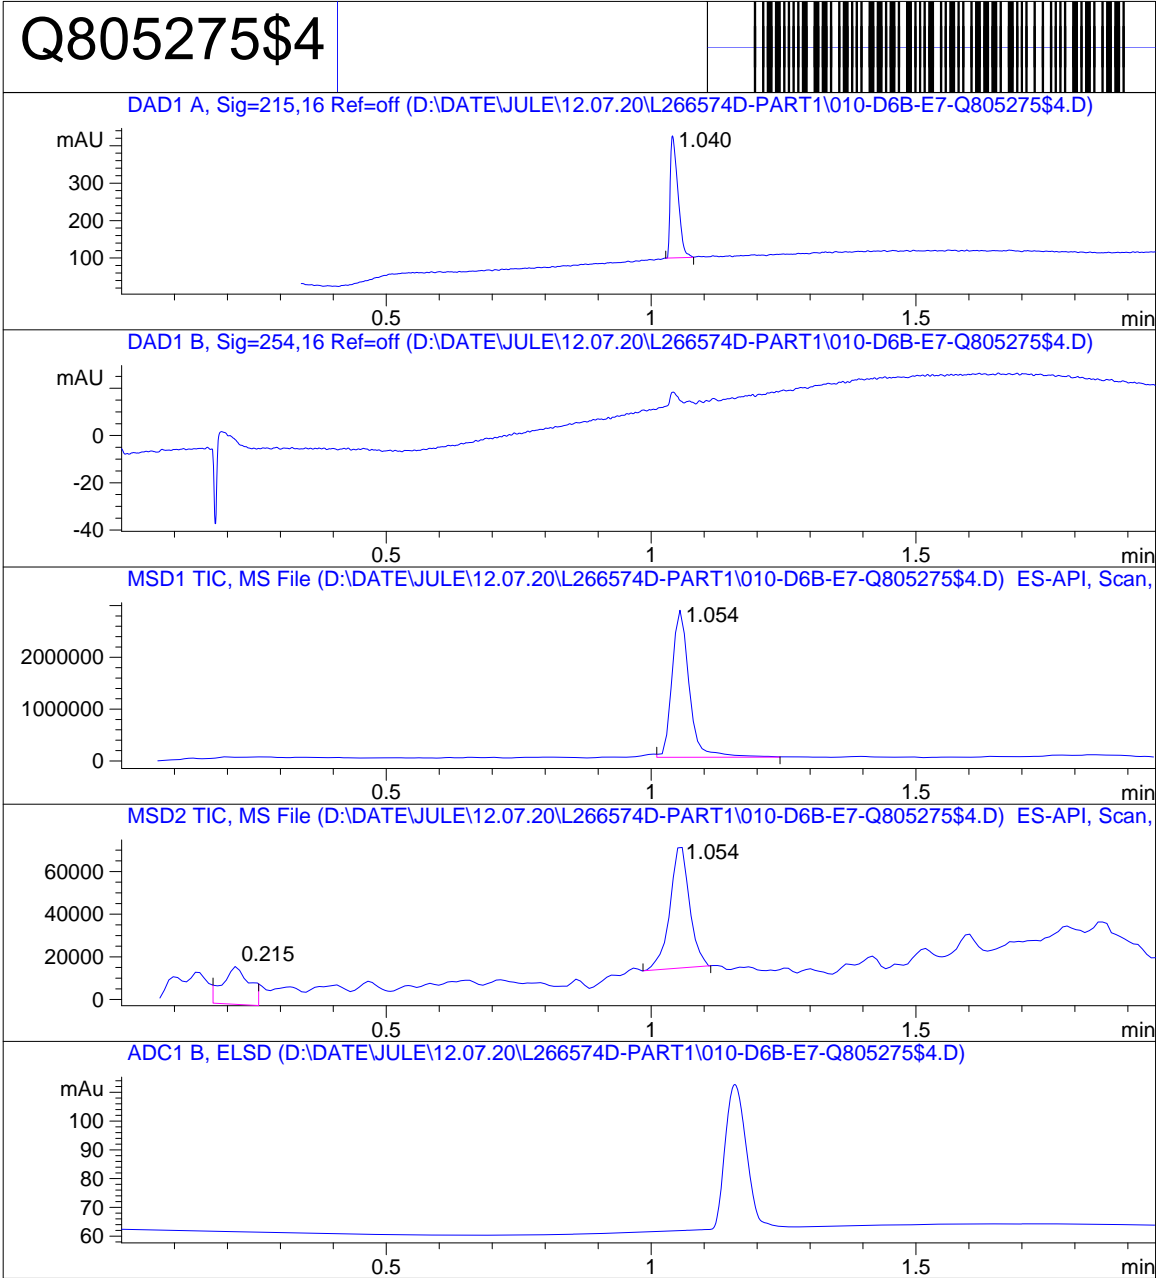 Q805275$4
DAD1 A, Sig=215,16 Ref=off (D:\DATE\JULE\12.07.20\L266574D-PART1\010-D6B-E7-Q805275$4.D)
mAU
300
200
100
1.040
0.5
1
1.5
min
DAD1 B, Sig=254,16 Ref=off (D:\DATE\JULE\12.07.20\L266574D-PART1\010-D6B-E7-Q805275$4.D)
mAU
0
-20
-40
0.5
1
1.5
min
MSD1 TIC, MS File (D:\DATE\JULE\12.07.20\L266574D-PART1\010-D6B-E7-Q805275$4.D) ES-API, Scan,
2000000
1000000
0
1.054
0.5
1
1.5
min
MSD2 TIC, MS File (D:\DATE\JULE\12.07.20\L266574D-PART1\010-D6B-E7-Q805275$4.D) ES-API, Scan,
60000
40000
20000
0
0.215
1.054
0.5
1
1.5
min
ADC1 B, ELSD (D:\DATE\JULE\12.07.20\L266574D-PART1\010-D6B-E7-Q805275$4.D)
mAu
100
90
80
70
60
0.5
1
1.5
min